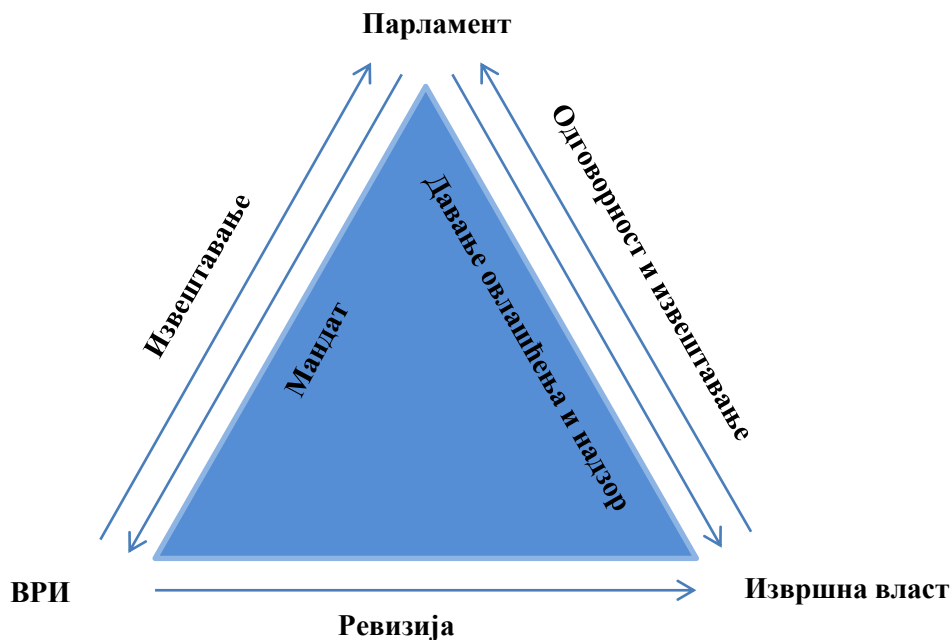 Парламент
Извештавање
Мандат
Давање овлашћења и надзор
Одговорност и извештавање
ВРИ
Извршна власт
Ревизија